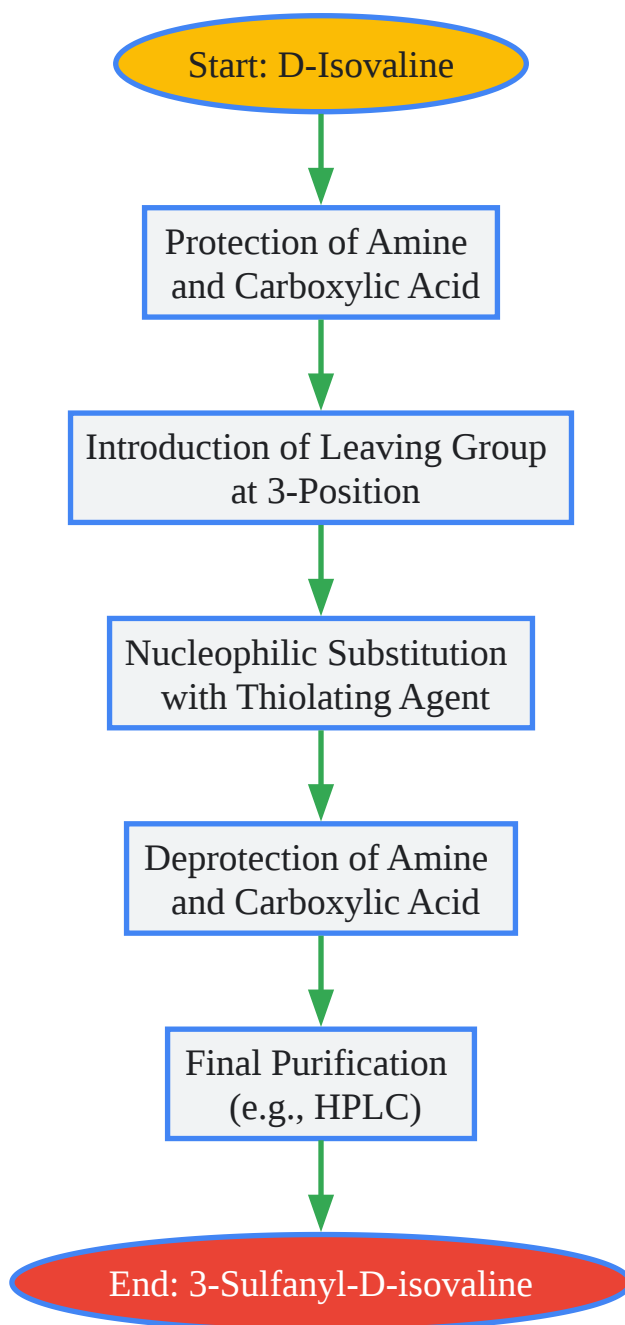 Start: D-Isovaline
Protection of Amine
and Carboxylic Acid
Introduction of Leaving Group
at 3-Position
Nucleophilic Substitution
with Thiolating Agent
Deprotection of Amine
and Carboxylic Acid
Final Purification
(e.g., HPLC)
End: 3-Sulfanyl-D-isovaline